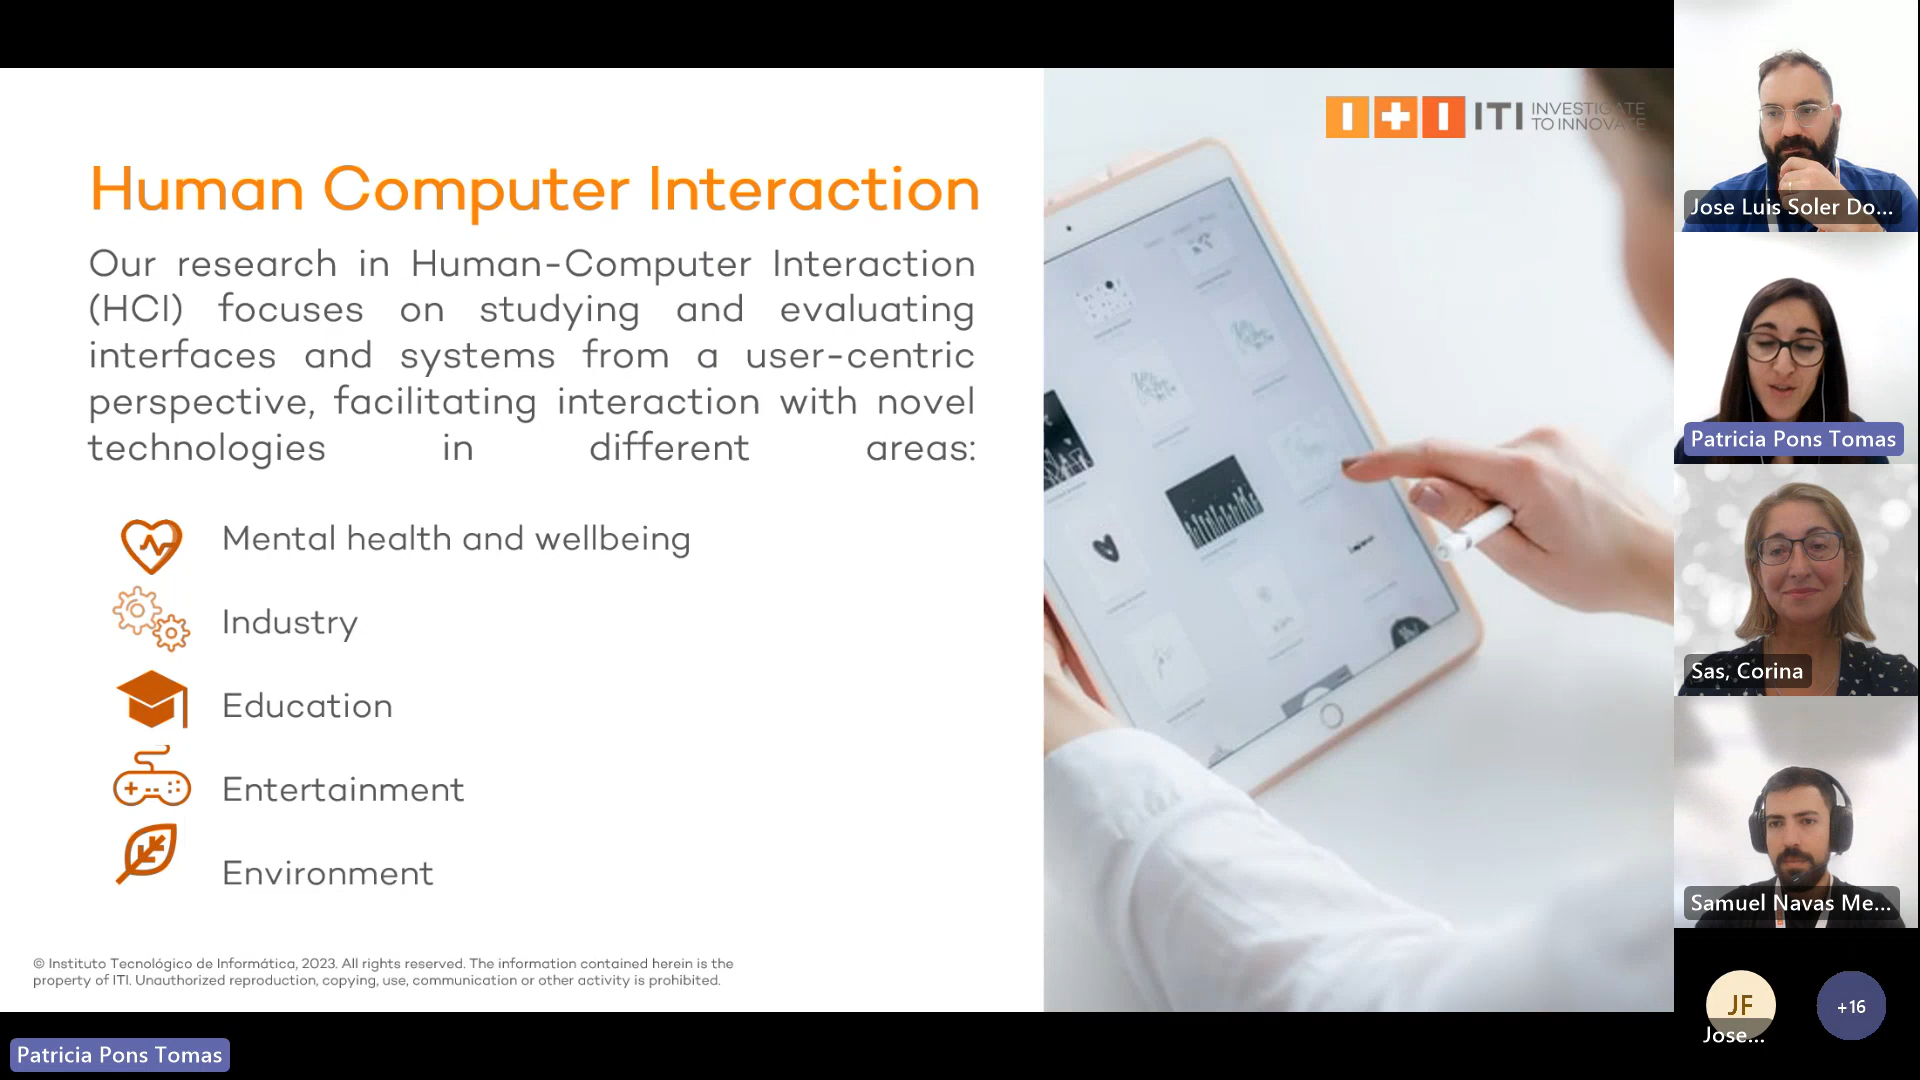 I+I ITI INVESTIGATE
TO INNOVATE
Human Computer Interaction
Our research in Human-Computer Interaction
(HCI) focuses on studying and evaluating
interfaces and systems from a user-centric
perspective, facilitating interaction with novel
technologies in different areas:
Mental health and wellbeing
Industry
Education
Entertainment
Environment
© Instituto Tecnológico de Informática, 2023. All rights reserved. The information contained herein is the
property of ITI. Unauthorized reproduction, copying, use, communication or other activity is prohibited.
Patricia Pons Tomas
Jose Luis Soler Do...
Patricia Pons Tomas
Sas, Corina
Samuel Navas Me...
JF
Jose...
+16